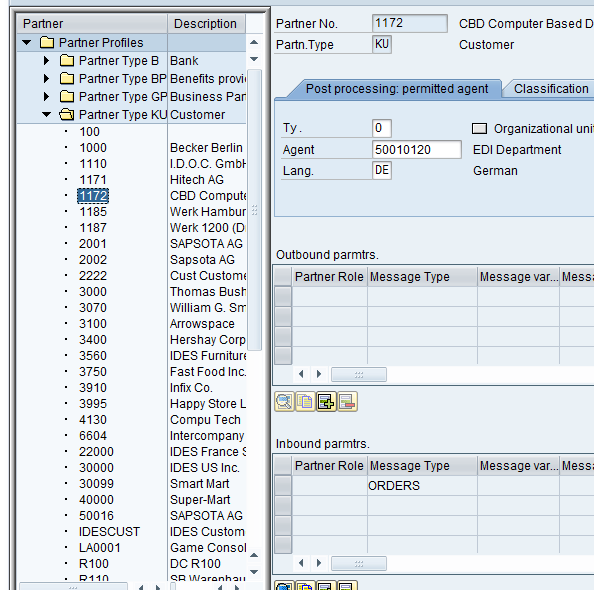 Partner Description
Partner Profiles
Partner Type B Bank
Partner Type BP Benefits provi
Partner Type GP Business Par
Partner Type KU Customer
100
1000 Becker Berlin
1110 I.D.O.C. GmbH
1171 Hitech AG
1172 CBD Compute
1185 Werk Hambur
1187 Werk 1200 (D
2001 SAPSOTA AG
2002 Sapsota AG
2222 Cust Custome
3000 Thomas Bush
3070 William G. Sm
3100 Arrowspace
3400 Hershay Corp
3560 IDES Furniture
3750 Fast Food Inc.
3910 Infix Co.
3995 Happy Store L
4130 Compu Tech
6604 Intercompany
22000 IDES France S
30000 IDES US Inc.
30099 Smart Mart
40000 Super-Mart
50016 SAPSOTA AG
IDESCUST IDES Custom
LA0001 Game Consol
R100 DC R100
R110 SB Warenhau
Partner No. 1172 CBD Computer Based D
Partn.Type KU Customer
Post processing: permitted agent Classification
Ty. 0 Organizational unit
Agent 50010120 EDI Department
Lang. DE German
Outbound parmtrs.
Partner Role Message Type Message var... Messa
Inbound parmtrs.
Partner Role Message Type Message var... Messa
ORDERS